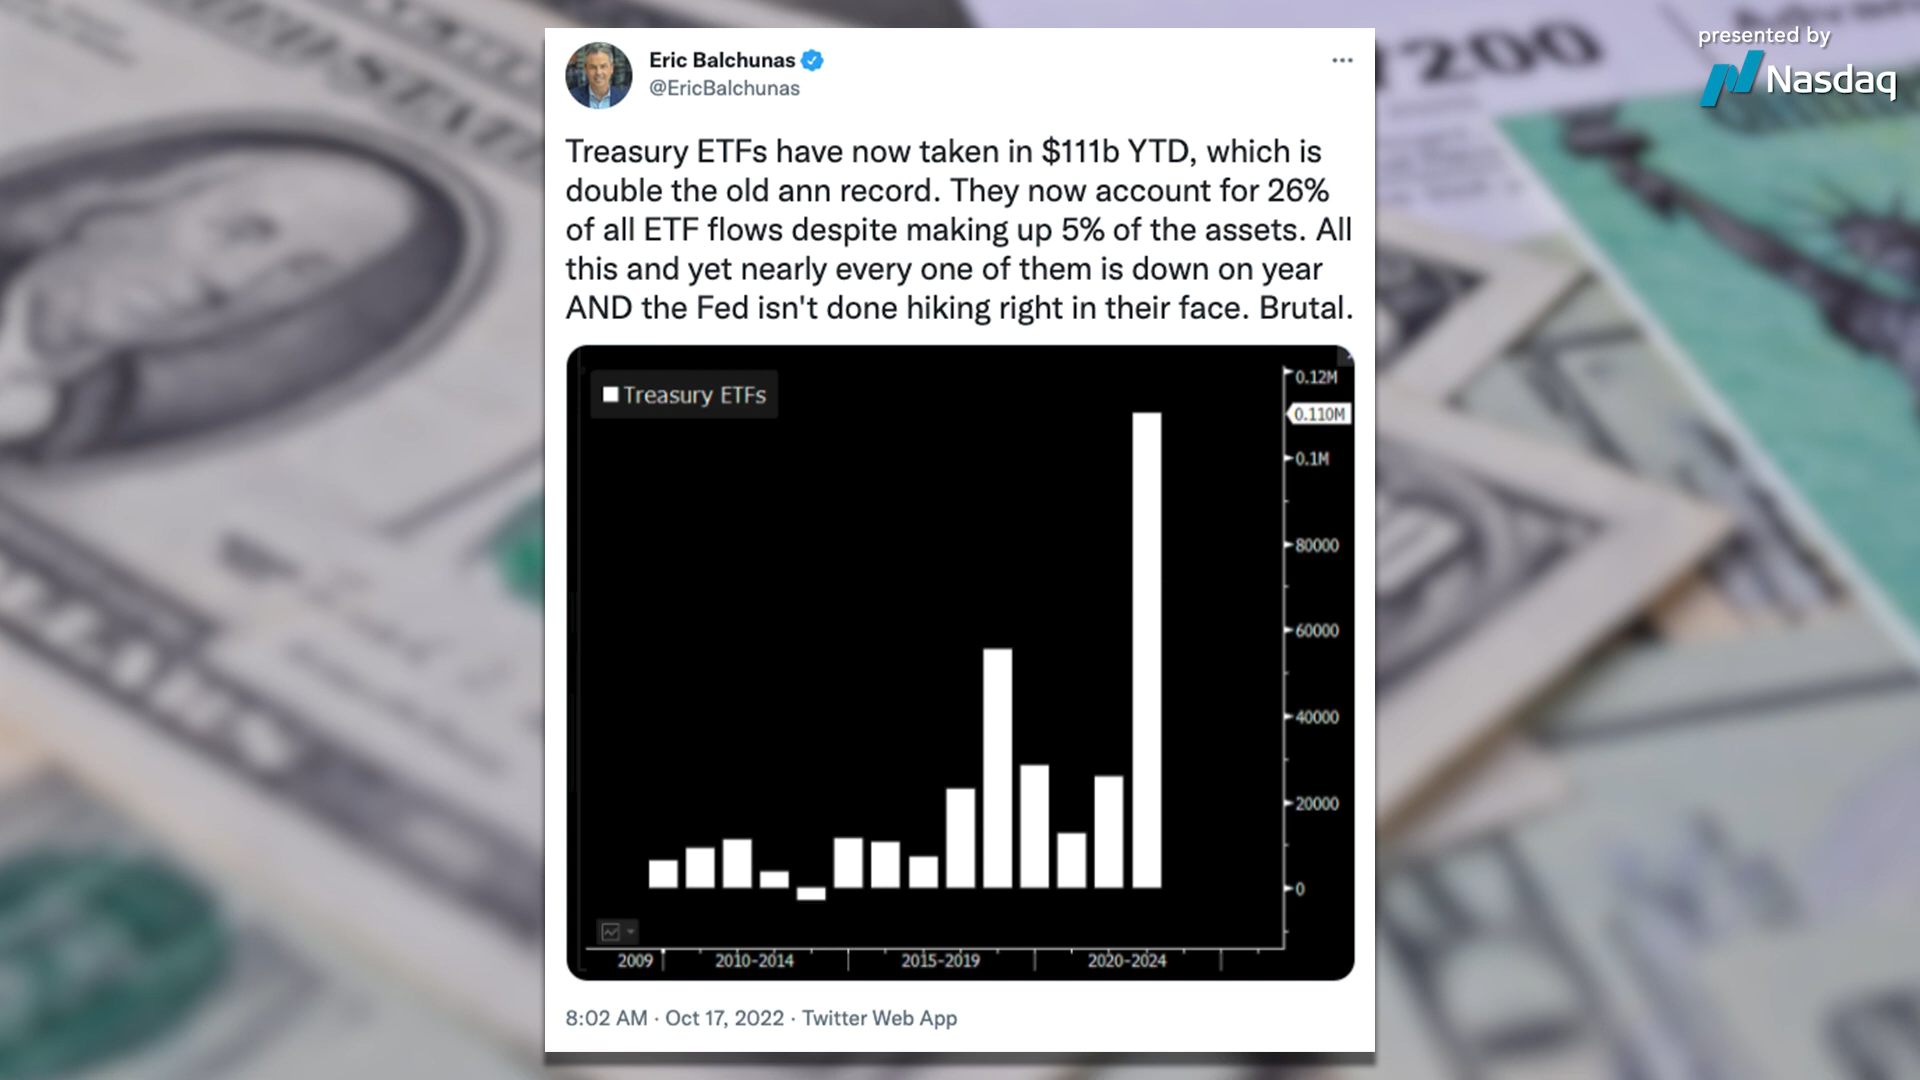 presented by
Nasdaq
Eric Balchunas
@EricBalchunas
Treasury ETFs have now taken in $111b YTD, which is
double the old ann record. They now account for 26%
of all ETF flows despite making up 5% of the assets. All
this and yet nearly every one of them is down on year
AND the Fed isn't done hiking right in their face. Brutal.
Treasury ETFs
0.12M
0.110M
0.1M
80000
60000
40000
20000
0
2009
2010-2014
2015-2019
2020-2024
8:02 AM · Oct 17, 2022 · Twitter Web App
200